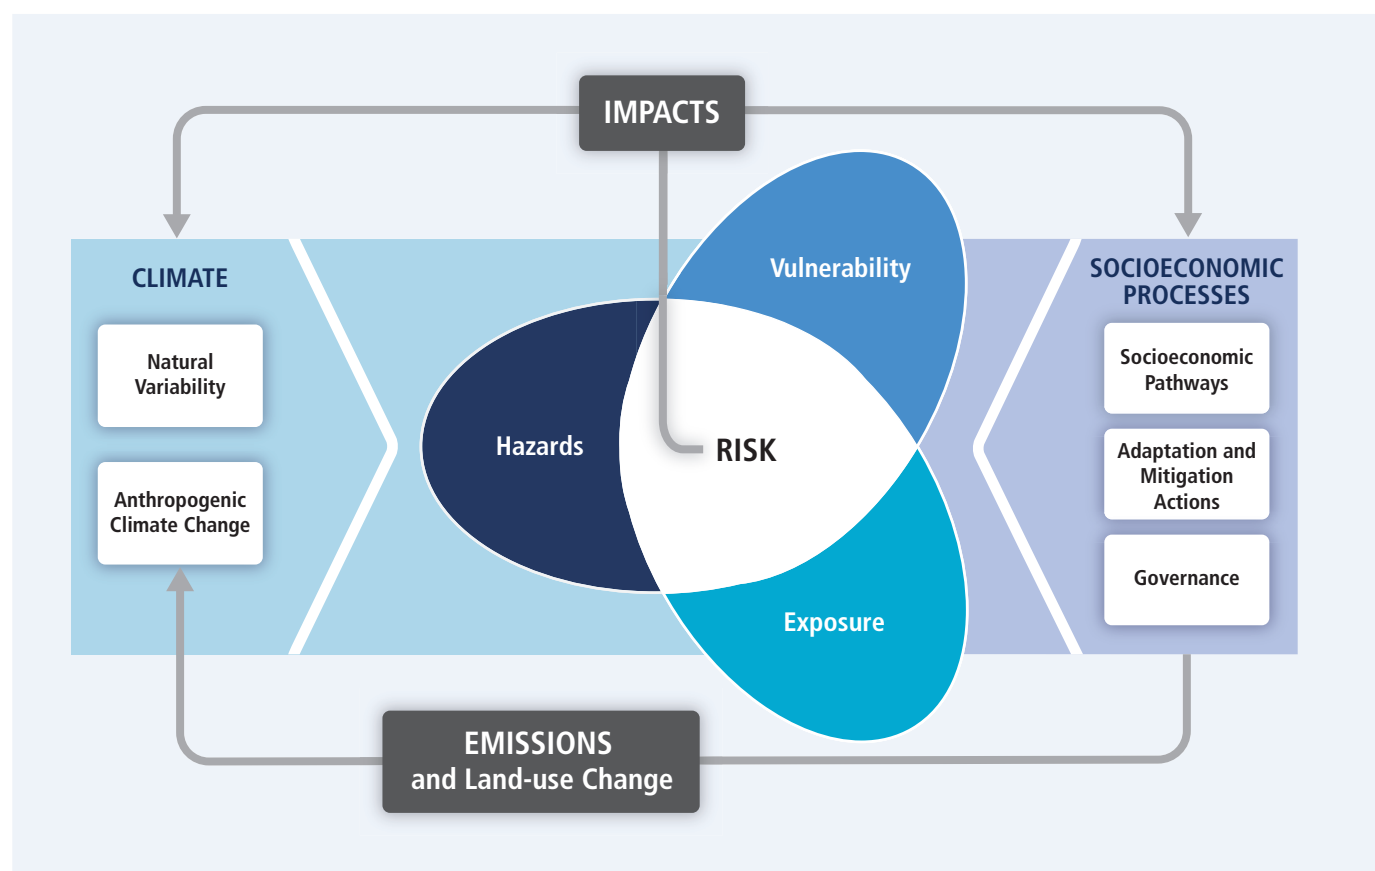 IMPACTS
CLIMATE
Natural
Variability
Anthropogenic
Climate Change
Vulnerability
Hazards
RISK
Exposure
SOCIOECONOMIC
PROCESSES
Socioeconomic
Pathways
Adaptation and
Mitigation
Actions
Governance
EMISSIONS
and Land-use Change